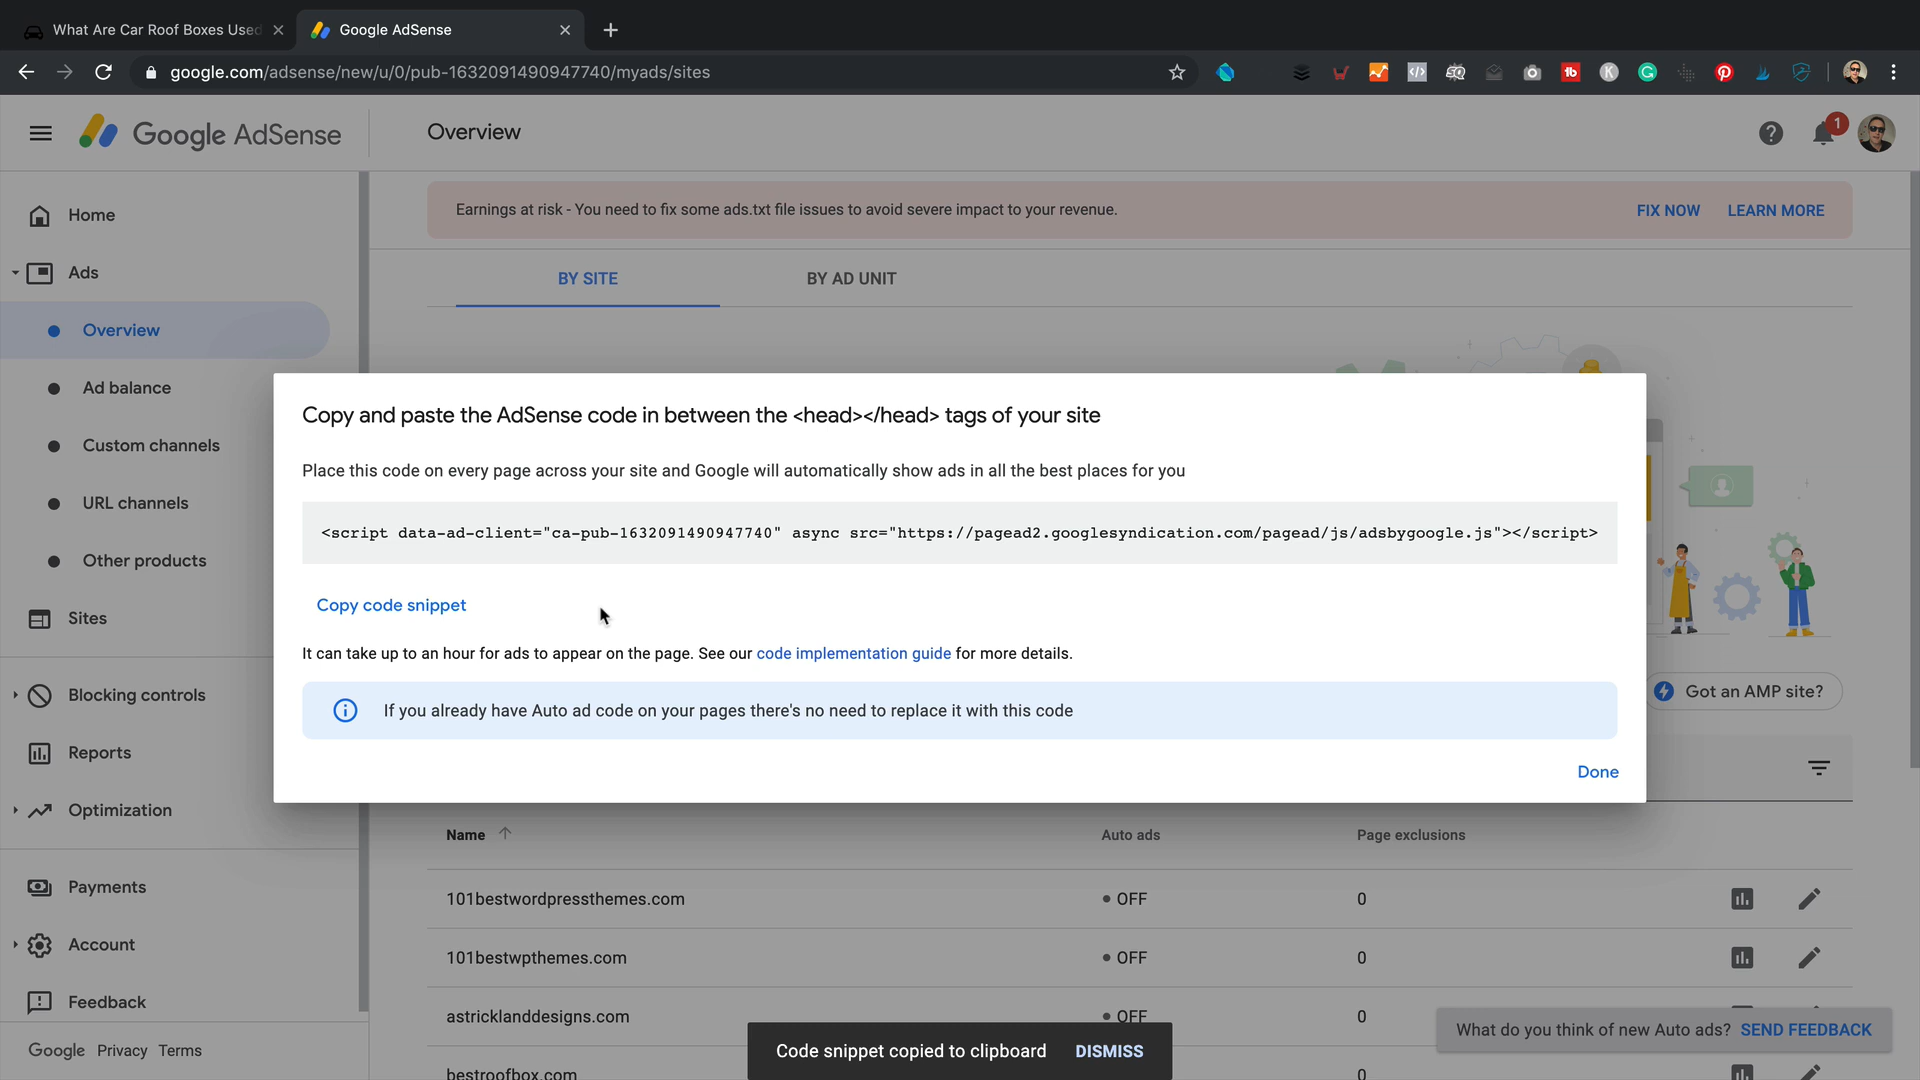 What Are Car Roof Boxes Used
Google AdSense
google.com/adsense/new/u/0/pub-1632091490947740/myads/sites
Google AdSense
Overview
1
Home
Earnings at risk - You need to fix some ads.txt file issues to avoid severe impact to your revenue.
FIX NOW
LEARN MORE
Ads
BY SITE
BY AD UNIT
Overview
Ad balance
Copy and paste the AdSense code in between the <head></head> tags of your site
Custom channels
Place this code on every page across your site and Google will automatically show ads in all the best places for you
URL channels
<script data-ad-client="ca-pub-1632091490947740" async src="https://pagead2.googlesyndication.com/pagead/js/adsbygoogle.js"></script>
Other products
Copy code snippet
Sites
It can take up to an hour for ads to appear on the page. See our code implementation guide for more details.
Blocking controls
If you already have Auto ad code on your pages there's no need to replace it with this code
Got an AMP site?
Reports
Done
Optimization
Name
Auto ads
Page exclusions
Payments
101bestwordpressthemes.com
OFF
0
Account
101bestwpthemes.com
OFF
0
Feedback
astricklanddesigns.com
OFF
0
What do you think of new Auto ads?
SEND FEEDBACK
Google Privacy Terms
Code snippet copied to clipboard
DISMISS
bestroofbox.com
0